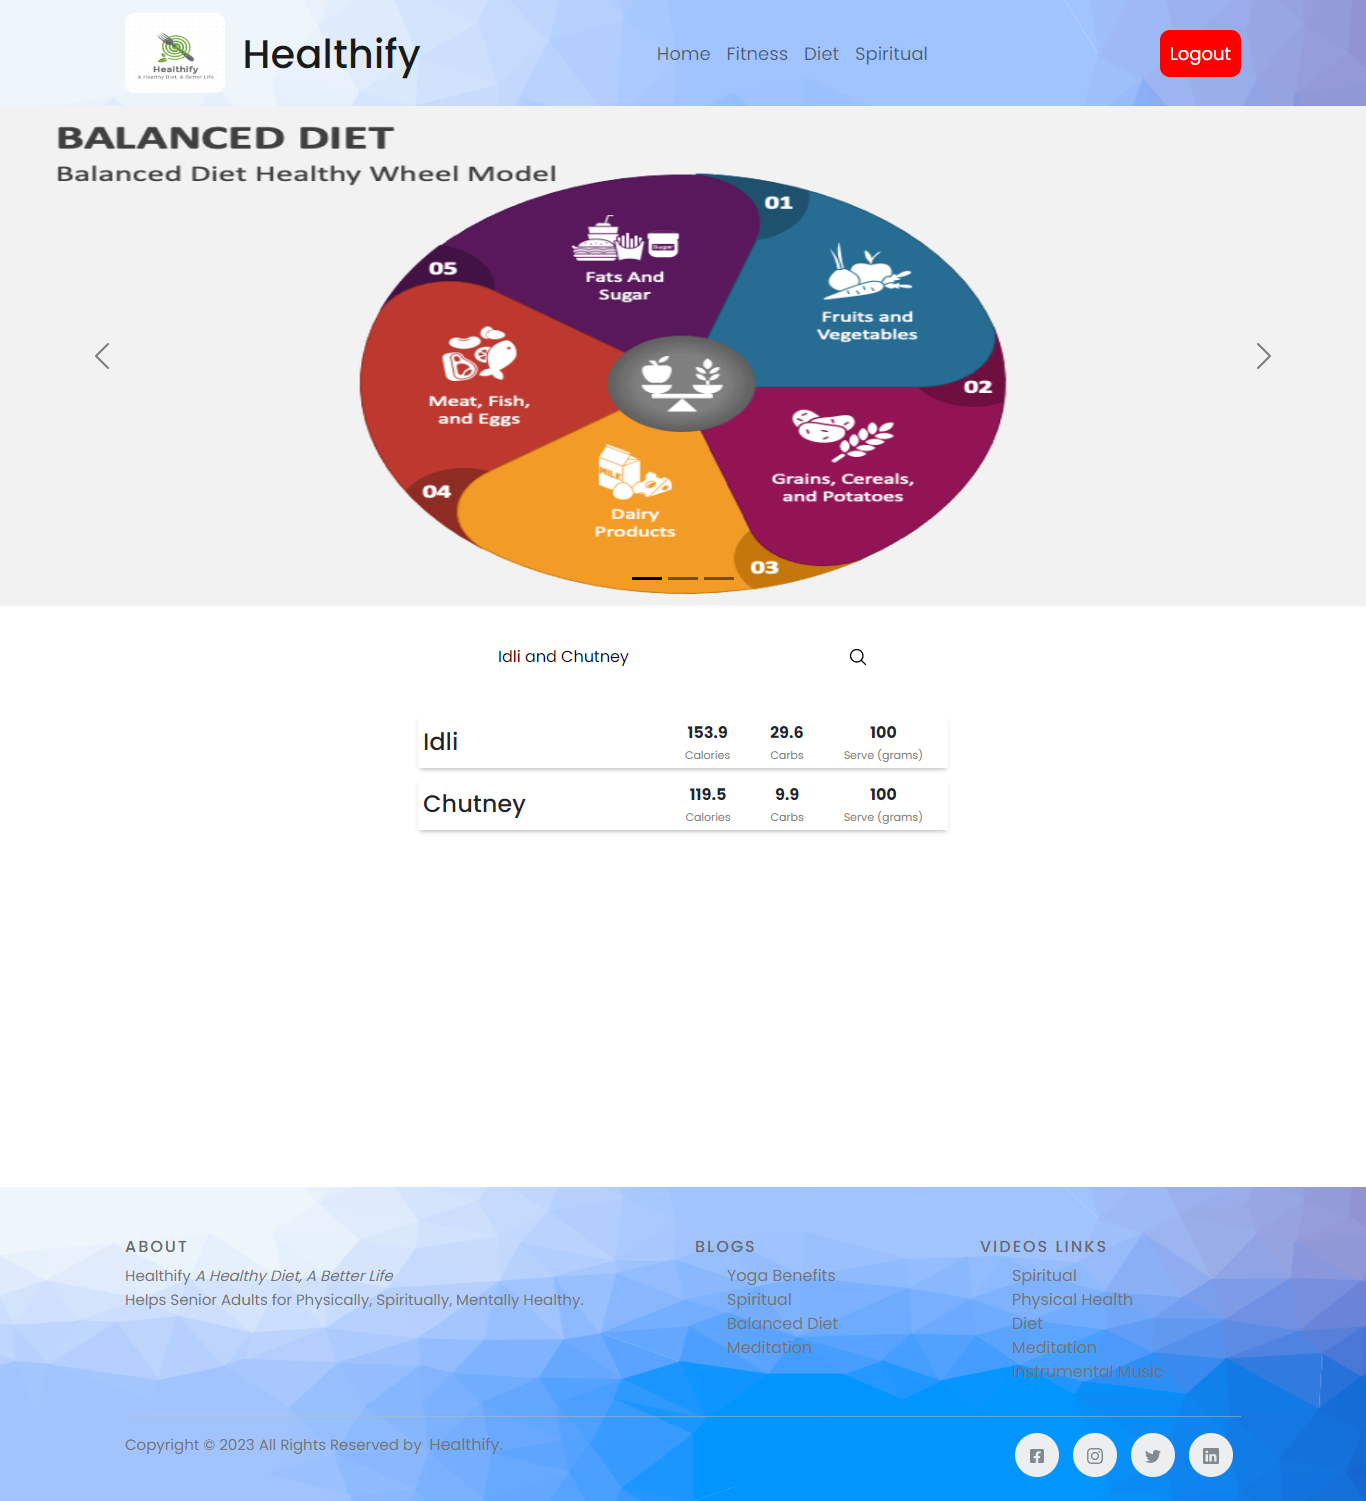 Healthify
A Healthy Diet, A Better Life
Healthify
Home Fitness Diet Spiritual
Logout
BALANCED DIET
Balanced Diet Healthy Wheel Model
01
Fruits and
Vegetables
02
Grains, Cereals,
and Potatoes
03
MILK
Dairy
Products
04
Meat, Fish,
and Eggs
05
Sugar
Fats And
Sugar
Idli and Chutney
Idli
153.9 29.6 100
Calories Carbs Serve (grams)
Chutney
119.5 9.9 100
Calories Carbs Serve (grams)
ABOUT
Healthify A Healthy Diet, A Better Life
Helps Senior Adults for Physically, Spiritually, Mentally Healthy.
BLOGS
Yoga Benefits
Spiritual
Balanced Diet
Meditation
VIDEOS LINKS
Spiritual
Physical Health
Diet
Meditation
Instrumental Music
Copyright © 2023 All Rights Reserved by Healthify.